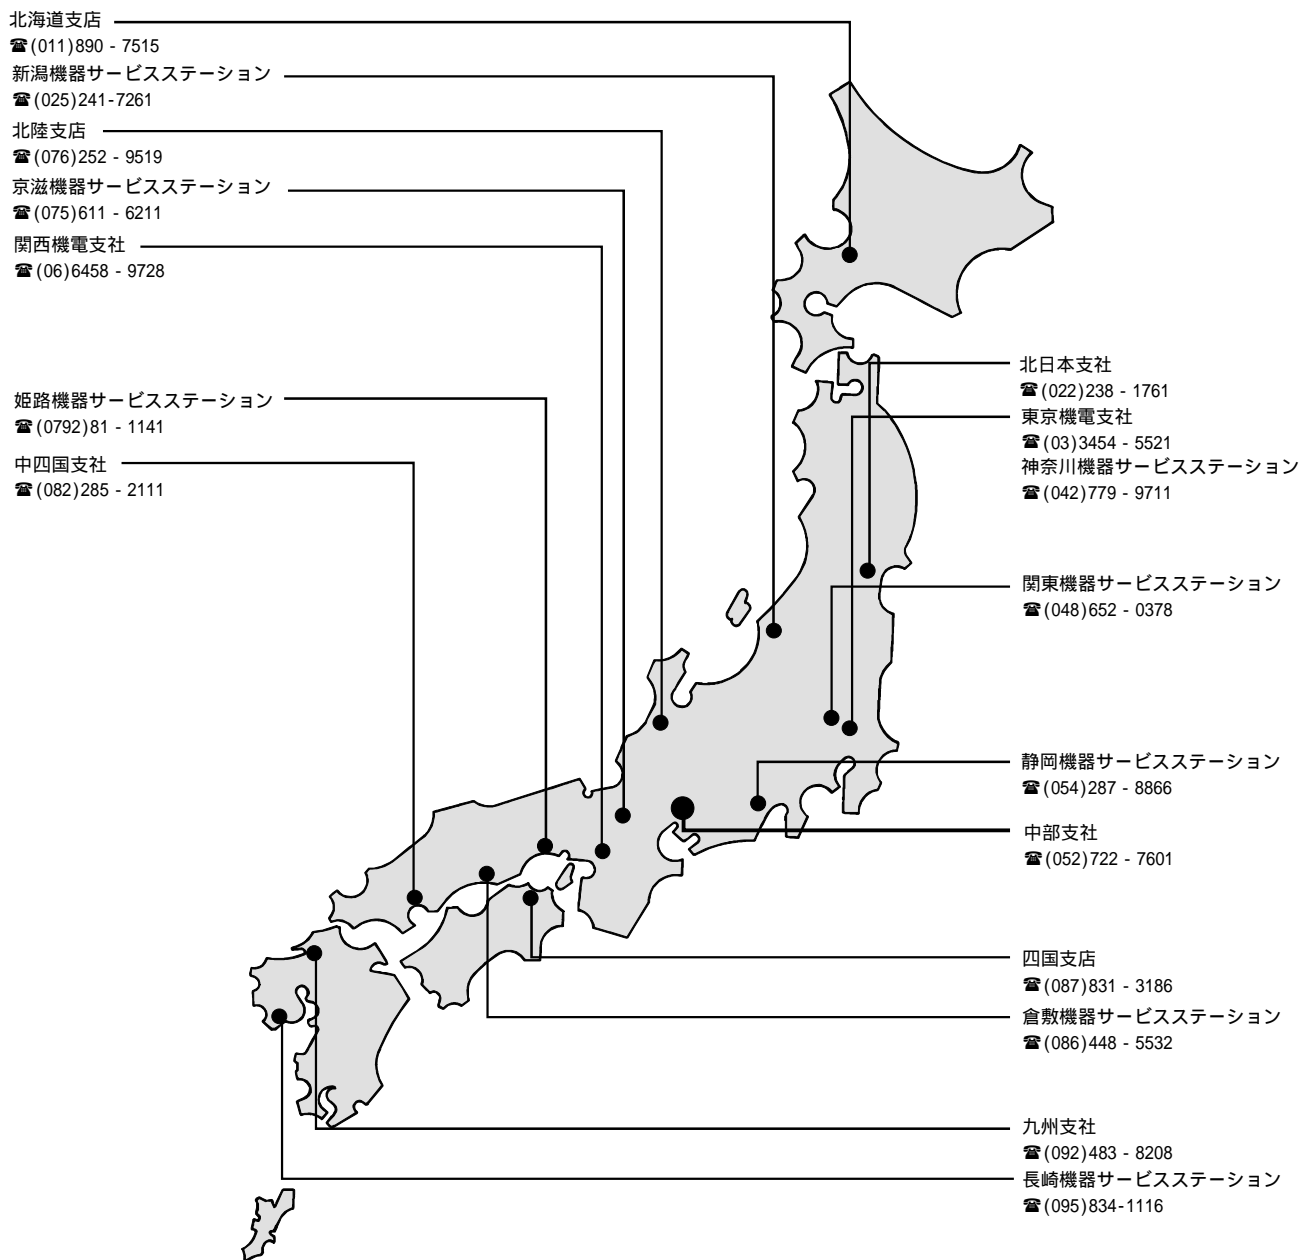 北海道支店
☎(011)890 - 7515
新潟機器サービスステーション
☎(025)241-7261
北陸支店
☎(076)252 - 9519
京滋機器サービスステーション
☎(075)611 - 6211
関西機電支社
☎(06)6458 - 9728
姫路機器サービスステーション
☎(0792)81 - 1141
中四国支社
☎(082)285 - 2111
北日本支社
☎(022)238 - 1761
東京機電支社
☎(03)3454 - 5521
神奈川機器サービスステーション
☎(042)779 - 9711
関東機器サービスステーション
☎(048)652 - 0378
静岡機器サービスステーション
☎(054)287 - 8866
中部支社
☎(052)722 - 7601
四国支店
☎(087)831 - 3186
倉敷機器サービスステーション
☎(086)448 - 5532
九州支社
☎(092)483 - 8208
長崎機器サービスステーション
☎(095)834-1116